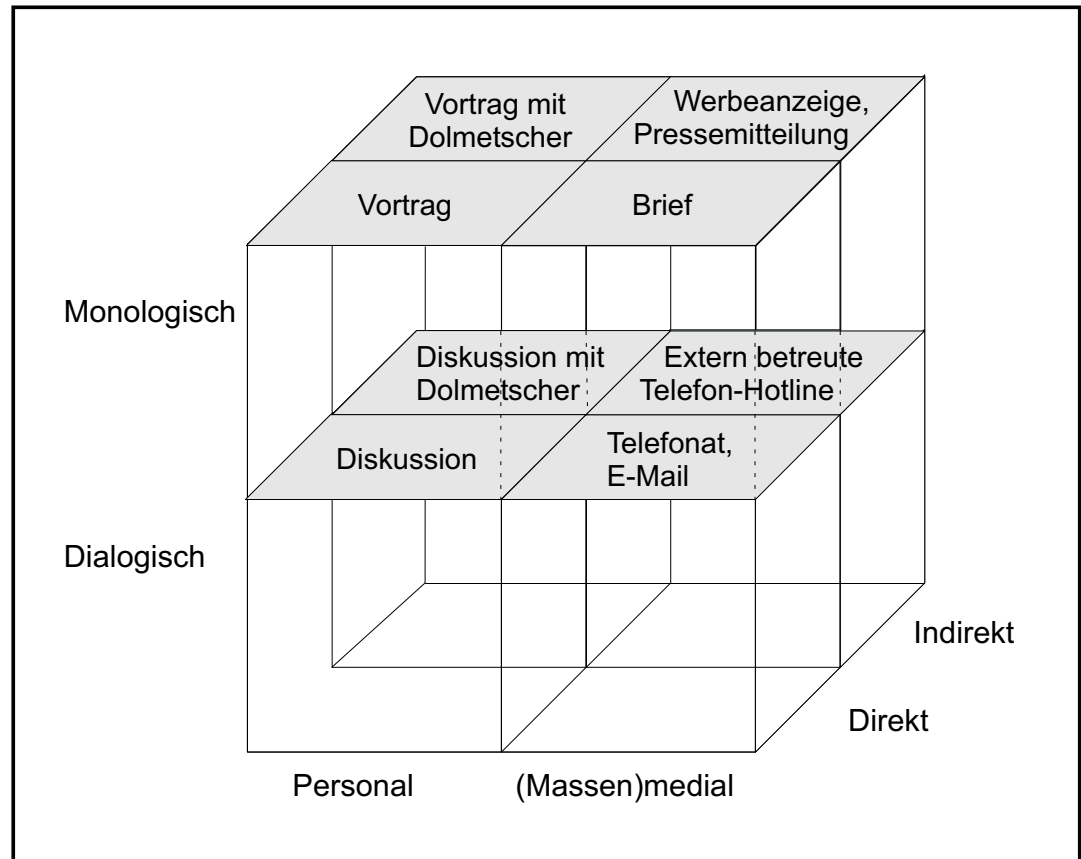 Vortrag mit
Dolmetscher
Werbeanzeige,
Pressemitteilung
Vortrag
Brief
Monologisch
Diskussion mit
Dolmetscher
Extern betreute
Telefon-Hotline
Diskussion
Telefonat,
E-Mail
Dialogisch
Indirekt
Direkt
Personal
(Massen)medial